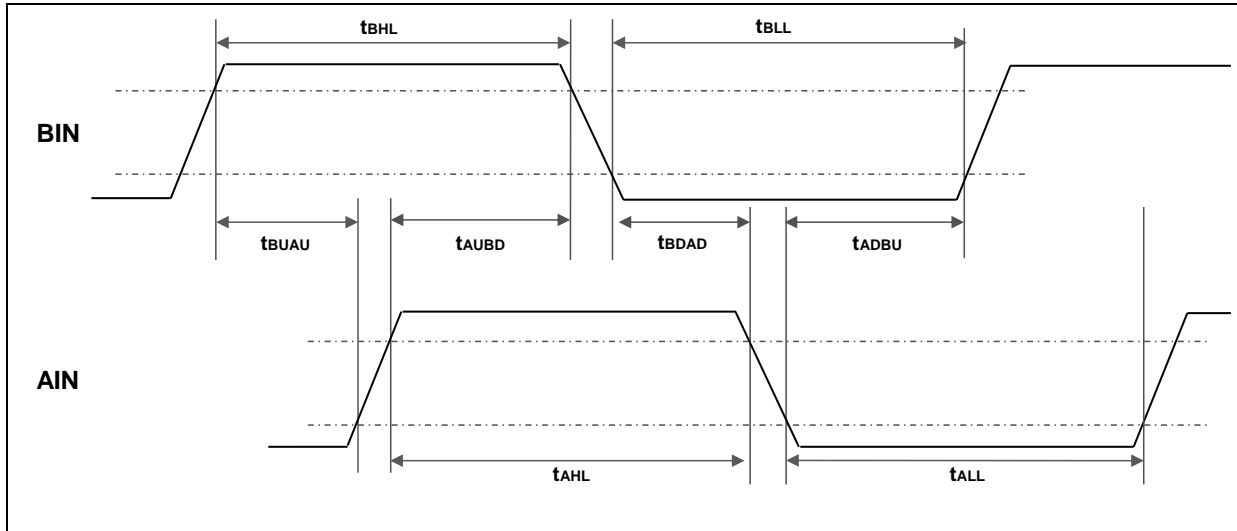 tBHL
tBLL
BIN
tBUAU
tAUBD
tBDAD
tADBU
AIN
tAHL
tALL